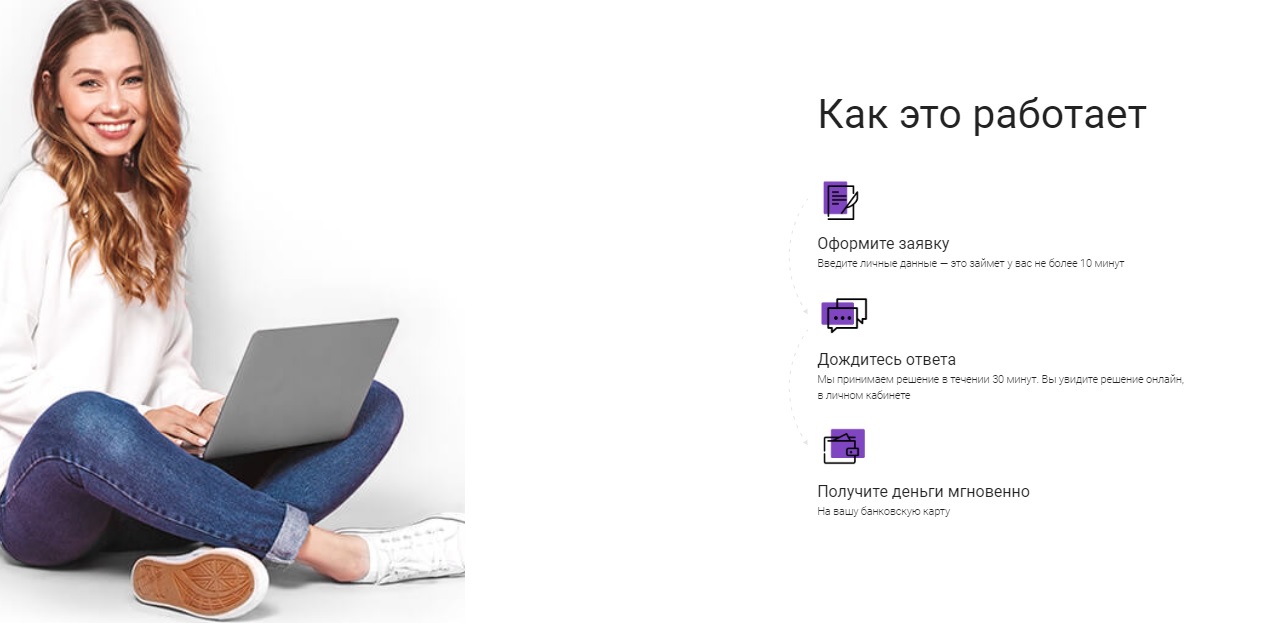 Как это работает
Оформите заявку
Введите личные данные — это займет у вас не более 10 минут
Дождитесь ответа
Мы принимаем решение в течении 30 минут. Вы увидите решение онлайн,
в личном кабинете
Получите деньги мгновенно
На вашу банковскую карту